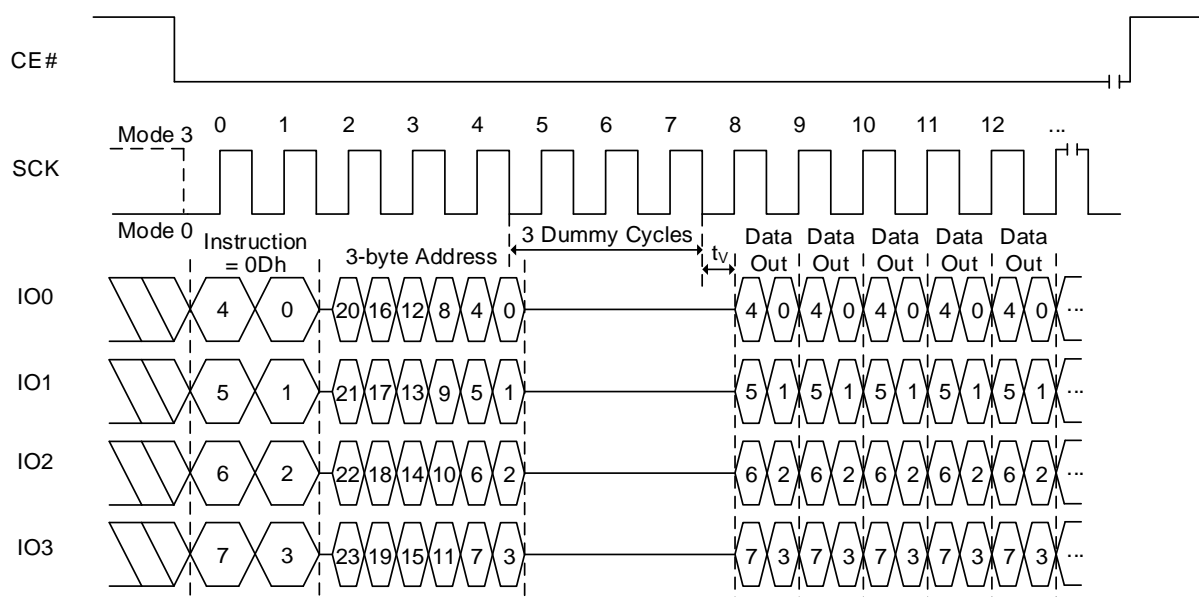 CE#
0 1 2 3 4 5 6 7 8 9 10 11 12 ...
Mode 3
SCK
Mode 0
3 Dummy Cycles
Data Data Data Data Data
Instruction
= 0Dh
3-byte Address
tV
Out Out Out Out Out
IO0 4 0 20 16 12 8 4 0 4 0 4 0 4 0 4 0 4 0 ...
IO1 5 1 21 17 13 9 5 1 5 1 5 1 5 1 5 1 5 1 ...
IO2 6 2 22 18 14 10 6 2 6 2 6 2 6 2 6 2 6 2 ...
IO3 7 3 23 19 15 11 7 3 7 3 7 3 7 3 7 3 7 3 ...